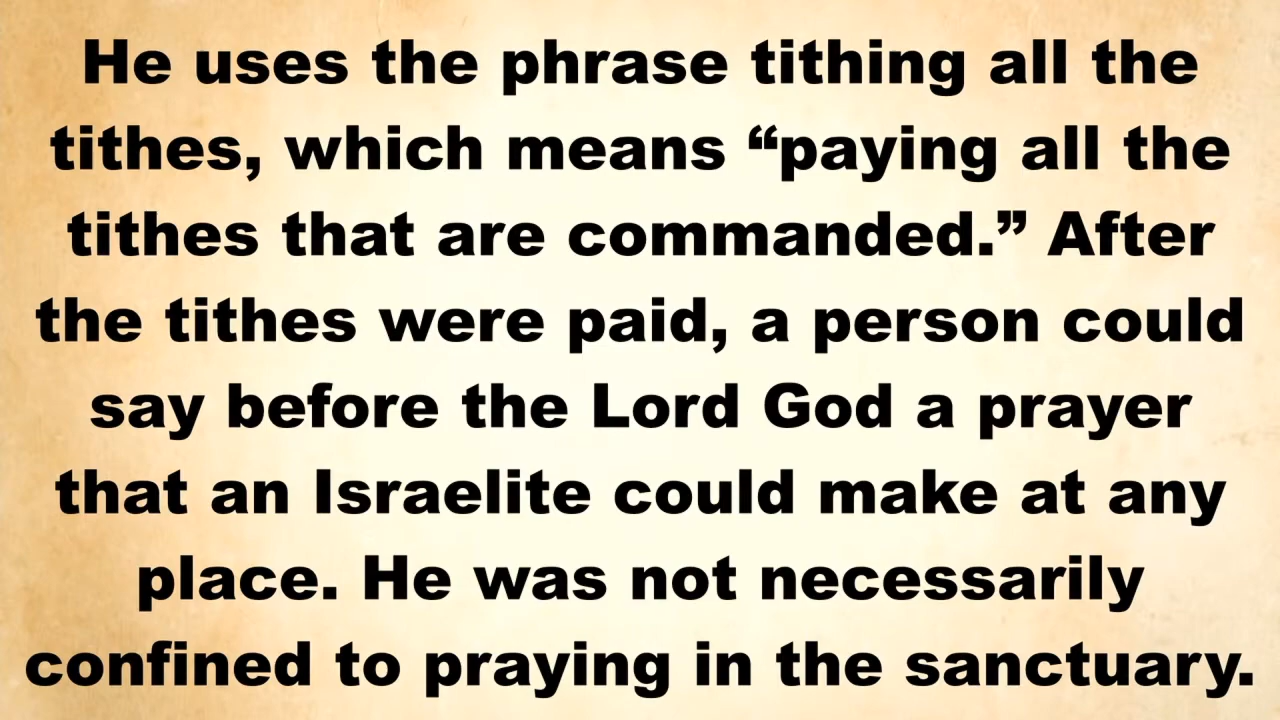 He uses the phrase tithing all the
tithes, which means “paying all the
tithes that are commanded.” After
the tithes were paid, a person could
say before the Lord God a prayer
that an Israelite could make at any
place. He was not necessarily
confined to praying in the sanctuary.